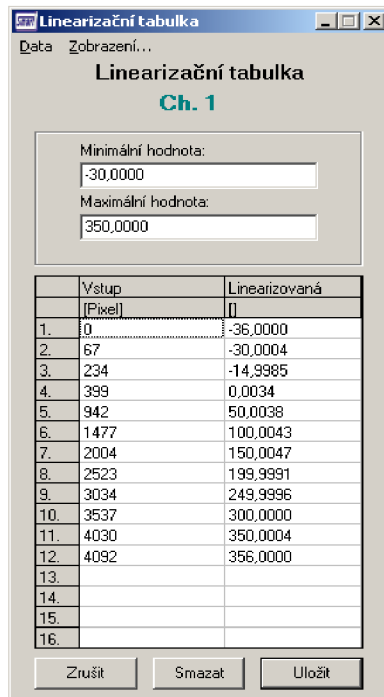 Linearizační tabulka
Data Zobrazení...
Linearizační tabulka
Ch. 1
Minimální hodnota:
-30,0000
Maximální hodnota:
350,0000
Vstup Linearizovaná
[Pixel] []
1. 0 -36,0000
2. 67 -30,0004
3. 234 -14,9985
4. 399 0,0034
5. 942 50,0038
6. 1477 100,0043
7. 2004 150,0047
8. 2523 199,9991
9. 3034 249,9996
10. 3537 300,0000
11. 4030 350,0004
12. 4092 356,0000
13.
14.
15.
16.
Zrušit Smazat Uložit